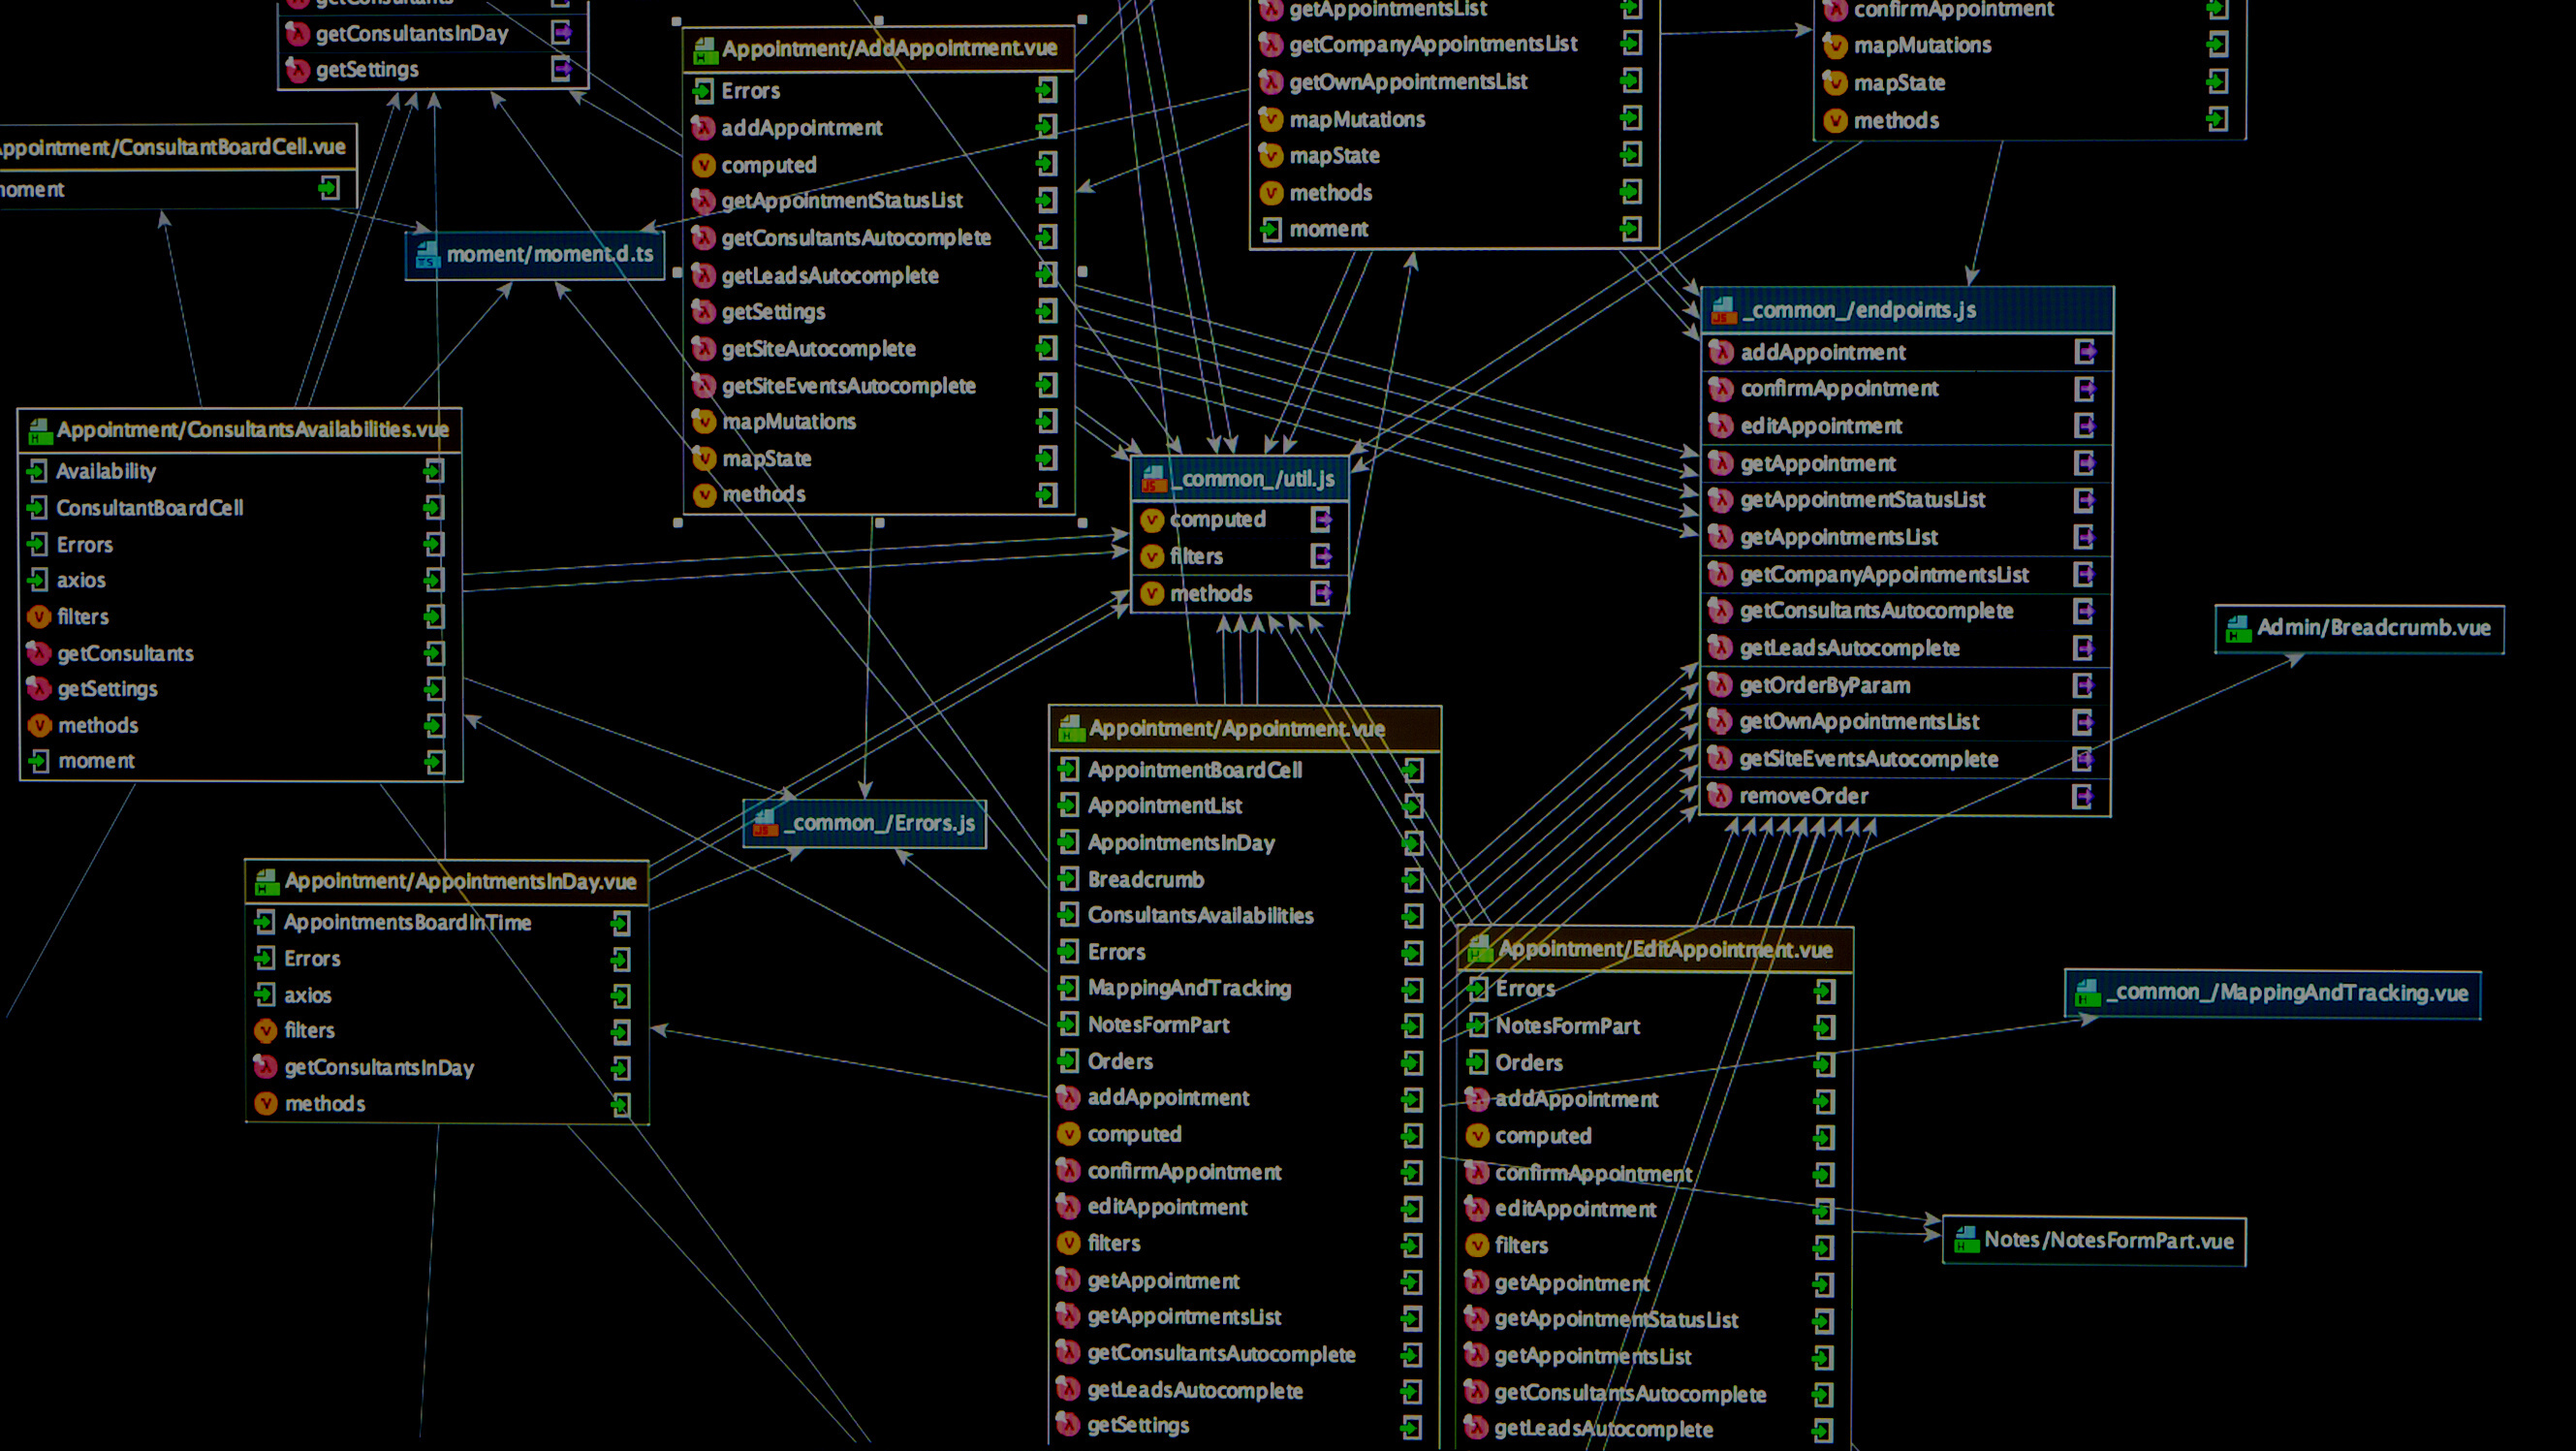 getConsultantsInDay
getSettings
ppointment/ConsultantBoardCell.vue
moment
moment/moment.d.ts
Appointment/AddAppointment.vue
Errors
addAppointment
computed
getAppointmentStatusList
getConsultantsAutocomplete
getLeadsAutocomplete
getSettings
getSiteAutocomplete
getSiteEventsAutocomplete
mapMutations
mapState
methods
getAppointmentsList
getCompanyAppointmentsList
getOwnAppointmentsList
mapMutations
mapState
methods
moment
confirmAppointment
mapMutations
mapState
methods
_common_/endpoints.js
addAppointment
confirmAppointment
editAppointment
getAppointment
getAppointmentStatusList
getAppointmentsList
getCompanyAppointmentsList
getConsultantsAutocomplete
getLeadsAutocomplete
getOrderByParam
getOwnAppointmentsList
getSiteEventsAutocomplete
removeOrder
_common_/util.js
computed
filters
methods
Appointment/ConsultantsAvailabilities.vue
Availability
ConsultantBoardCell
Errors
axios
filters
getConsultants
getSettings
methods
moment
Admin/Breadcrumb.vue
_common_/Errors.js
Appointment/AppointmentsInDay.vue
AppointmentsBoardInTime
Errors
axios
filters
getConsultantsInDay
methods
Appointment/Appointment.vue
AppointmentBoardCell
AppointmentList
AppointmentsInDay
Breadcrumb
ConsultantsAvailabilities
Errors
MappingAndTracking
NotesFormPart
Orders
addAppointment
computed
confirmAppointment
editAppointment
filters
getAppointment
getAppointmentsList
getConsultantsAutocomplete
getLeadsAutocomplete
getSettings
Appointment/EditAppointment.vue
Errors
NotesFormPart
Orders
addAppointment
computed
confirmAppointment
editAppointment
filters
getAppointment
getAppointmentStatusList
getAppointmentsList
getConsultantsAutocomplete
getLeadsAutocomplete
_common_/MappingAndTracking.vue
Notes/NotesFormPart.vue